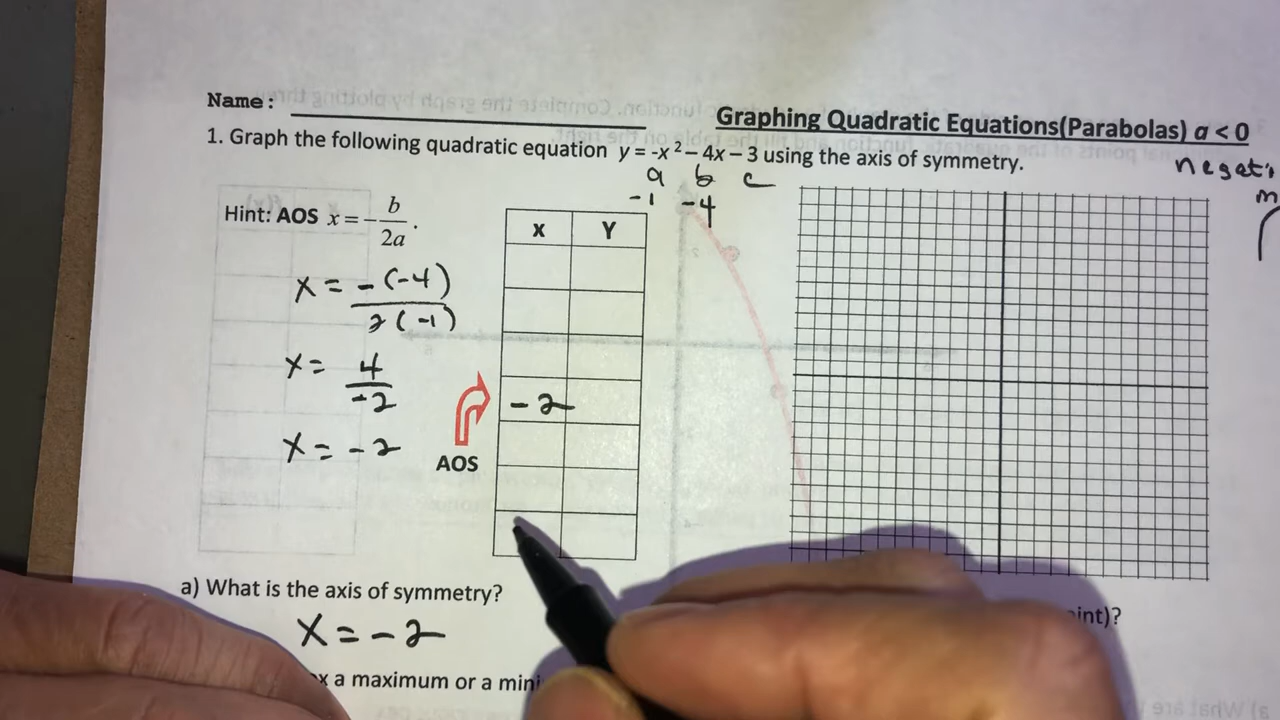 Name:
Graphing Quadratic Equations(Parabolas) a < 0
1. Graph the following quadratic equation y = -x² – 4x – 3 using the axis of symmetry.
a b c
-1 -4
Hint: AOS x = -b/2a.
x = -(-4)/2(-1)
x = 4/-2
x = -2
AOS
X Y
-2
a) What is the axis of symmetry?
x = -2
x a maximum or a mini
int)?